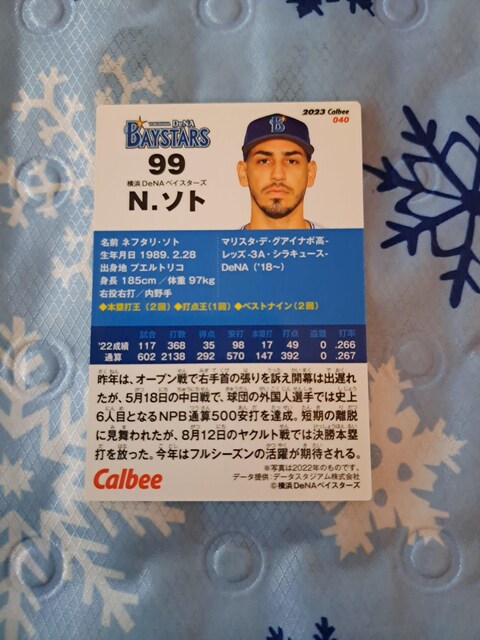 2023 Calbee
040
YOKOHAMA DeNA
BAYSTARS
99
横浜DeNAベイスターズ
N.ソト
名前 ネフタリ・ソト
生年月日 1989. 2.28
出身地 プエルトリコ
身長 185cm／体重 97kg
右投右打／内野手
マリスタ・デ・グアイナボ高-
レッズ-3A-シラキュース-
DeNA（'18～）
◆本塁打王（2回）◆打点王（1回）◆ベストナイン（2回）
試合 打数 得点 安打 本塁打 打点 盗塁 打率
'22成績 117 368 35 98 17 49 0 .266
通算 602 2138 292 570 147 392 0 .267
昨年は、オープン戦で右手首の張りを訴え開幕は出遅れ
たが、5月18日の中日戦で、球団の外国人選手では史上
6人目となるNPB通算500安打を達成。短期の離脱
に見舞われたが、8月12日のヤクルト戦では決勝本塁
打を放った。今年はフルシーズンの活躍が期待される。
※写真は2022年のものです。
データ提供：データスタジアム株式会社
©横浜DeNAベイスターズ
Calbee